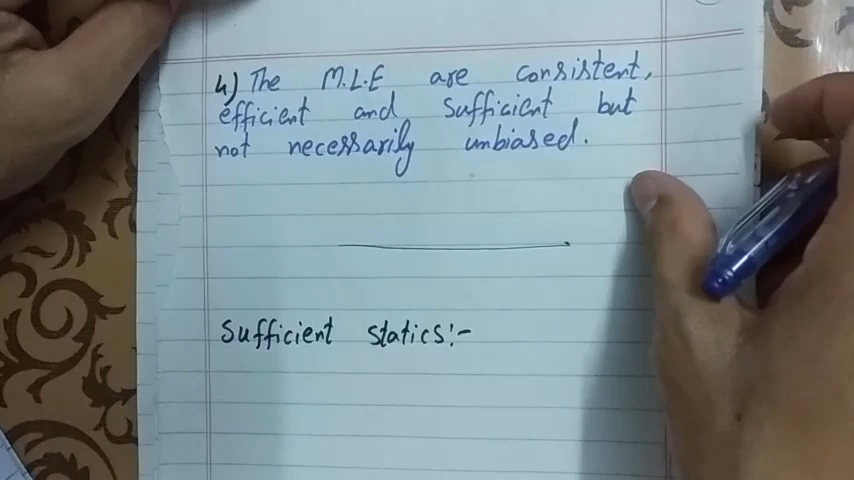 4) The M.L.E are consistent,
efficient and sufficient but
not necessarily unbiased.
Sufficient statics:-